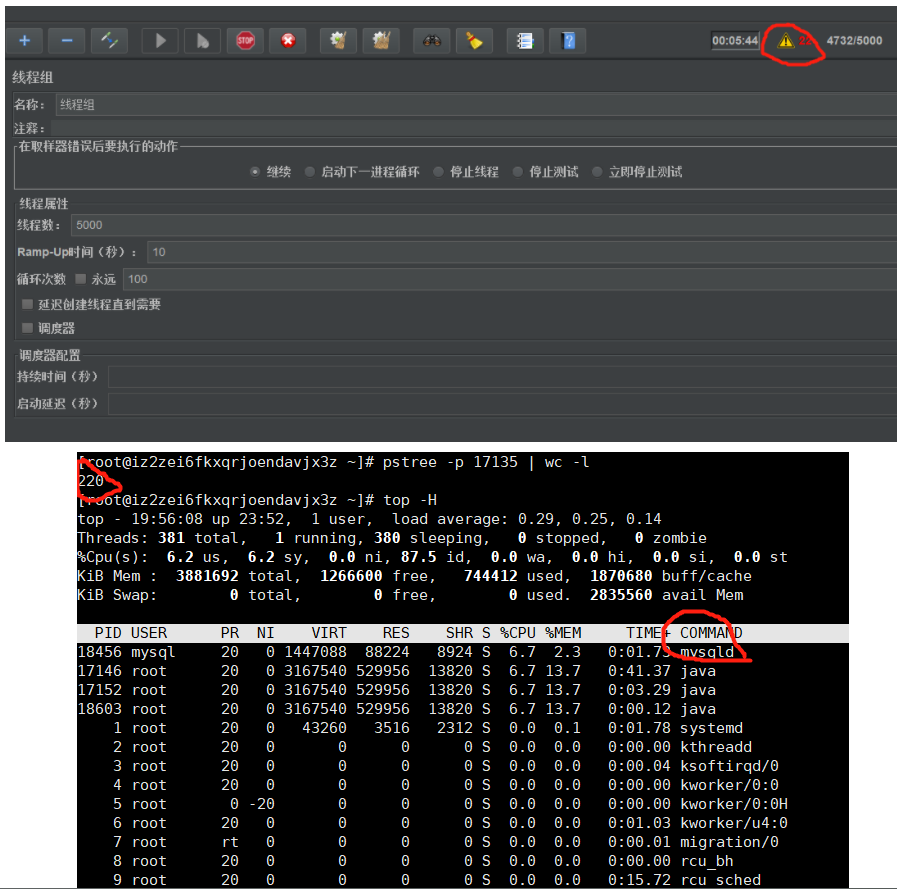 STOP
00:05:44
22
4732/5000
线程组
名称： 线程组
注释：
在取样器错误后要执行的动作
继续 启动下一进程循环 停止线程 停止测试 立即停止测试
线程属性
线程数： 5000
Ramp-Up时间（秒）： 10
循环次数 永远 100
延迟创建线程直到需要
调度器
调度器配置
持续时间（秒）
启动延迟（秒）
[root@iz2zei6fkxqrjoendavjx3z ~]# pstree -p 17135 | wc -l
220
[root@iz2zei6fkxqrjoendavjx3z ~]# top -H
top - 19:56:08 up 23:52, 1 user, load average: 0.29, 0.25, 0.14
Threads: 381 total, 1 running, 380 sleeping, 0 stopped, 0 zombie
%Cpu(s): 6.2 us, 6.2 sy, 0.0 ni, 87.5 id, 0.0 wa, 0.0 hi, 0.0 si, 0.0 st
KiB Mem : 3881692 total, 1266600 free, 744412 used, 1870680 buff/cache
KiB Swap: 0 total, 0 free, 0 used. 2835560 avail Mem
PID USER PR NI VIRT RES SHR S %CPU %MEM TIME+ COMMAND
18456 mysql 20 0 1447088 88224 8924 S 6.7 2.3 0:01.73 mysqld
17146 root 20 0 3167540 529956 13820 S 6.7 13.7 0:41.37 java
17152 root 20 0 3167540 529956 13820 S 6.7 13.7 0:03.29 java
18603 root 20 0 3167540 529956 13820 S 6.7 13.7 0:00.12 java
1 root 20 0 43260 3516 2312 S 0.0 0.1 0:01.78 systemd
2 root 20 0 0 0 0 S 0.0 0.0 0:00.00 kthreadd
3 root 20 0 0 0 0 S 0.0 0.0 0:00.04 ksoftirqd/0
4 root 20 0 0 0 0 S 0.0 0.0 0:00.00 kworker/0:0
5 root 0 -20 0 0 0 S 0.0 0.0 0:00.00 kworker/0:0H
6 root 20 0 0 0 0 S 0.0 0.0 0:01.03 kworker/u4:0
7 root rt 0 0 0 0 S 0.0 0.0 0:00.01 migration/0
8 root 20 0 0 0 0 S 0.0 0.0 0:00.00 rcu_bh
9 root 20 0 0 0 0 S 0.0 0.0 0:15.72 rcu_sched